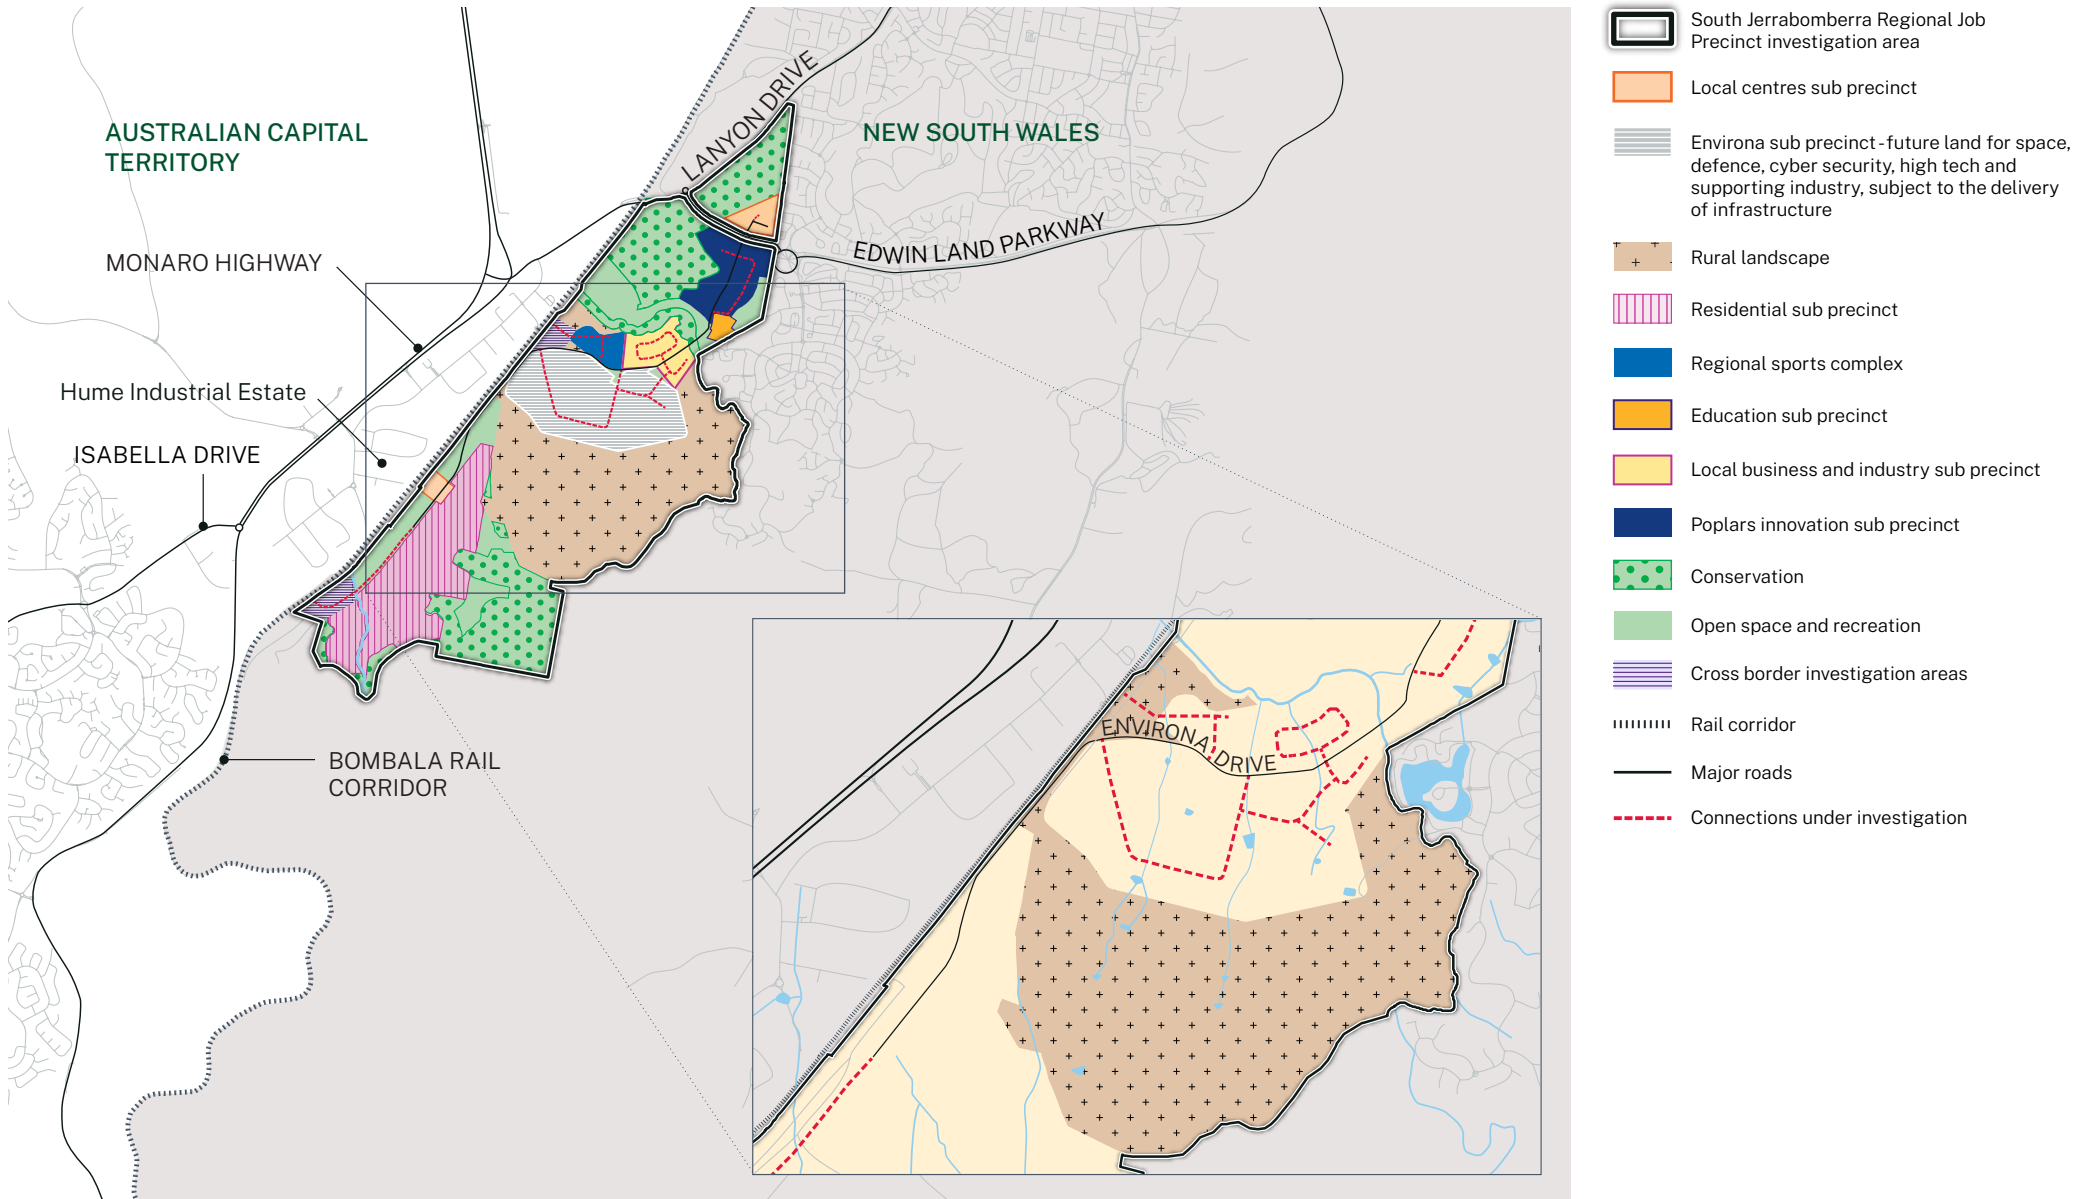 AUSTRALIAN CAPITAL
TERRITORY
LANYON DRIVE
NEW SOUTH WALES
EDWIN LAND PARKWAY
MONARO HIGHWAY
Hume Industrial Estate
ISABELLA DRIVE
BOMBALA RAIL
CORRIDOR
ENVIRONA DRIVE
South Jerrabomberra Regional Job
Precinct investigation area
Local centres sub precinct
Environa sub precinct - future land for space,
defence, cyber security, high tech and
supporting industry, subject to the delivery
of infrastructure
Rural landscape
Residential sub precinct
Regional sports complex
Education sub precinct
Local business and industry sub precinct
Poplars innovation sub precinct
Conservation
Open space and recreation
Cross border investigation areas
Rail corridor
Major roads
Connections under investigation